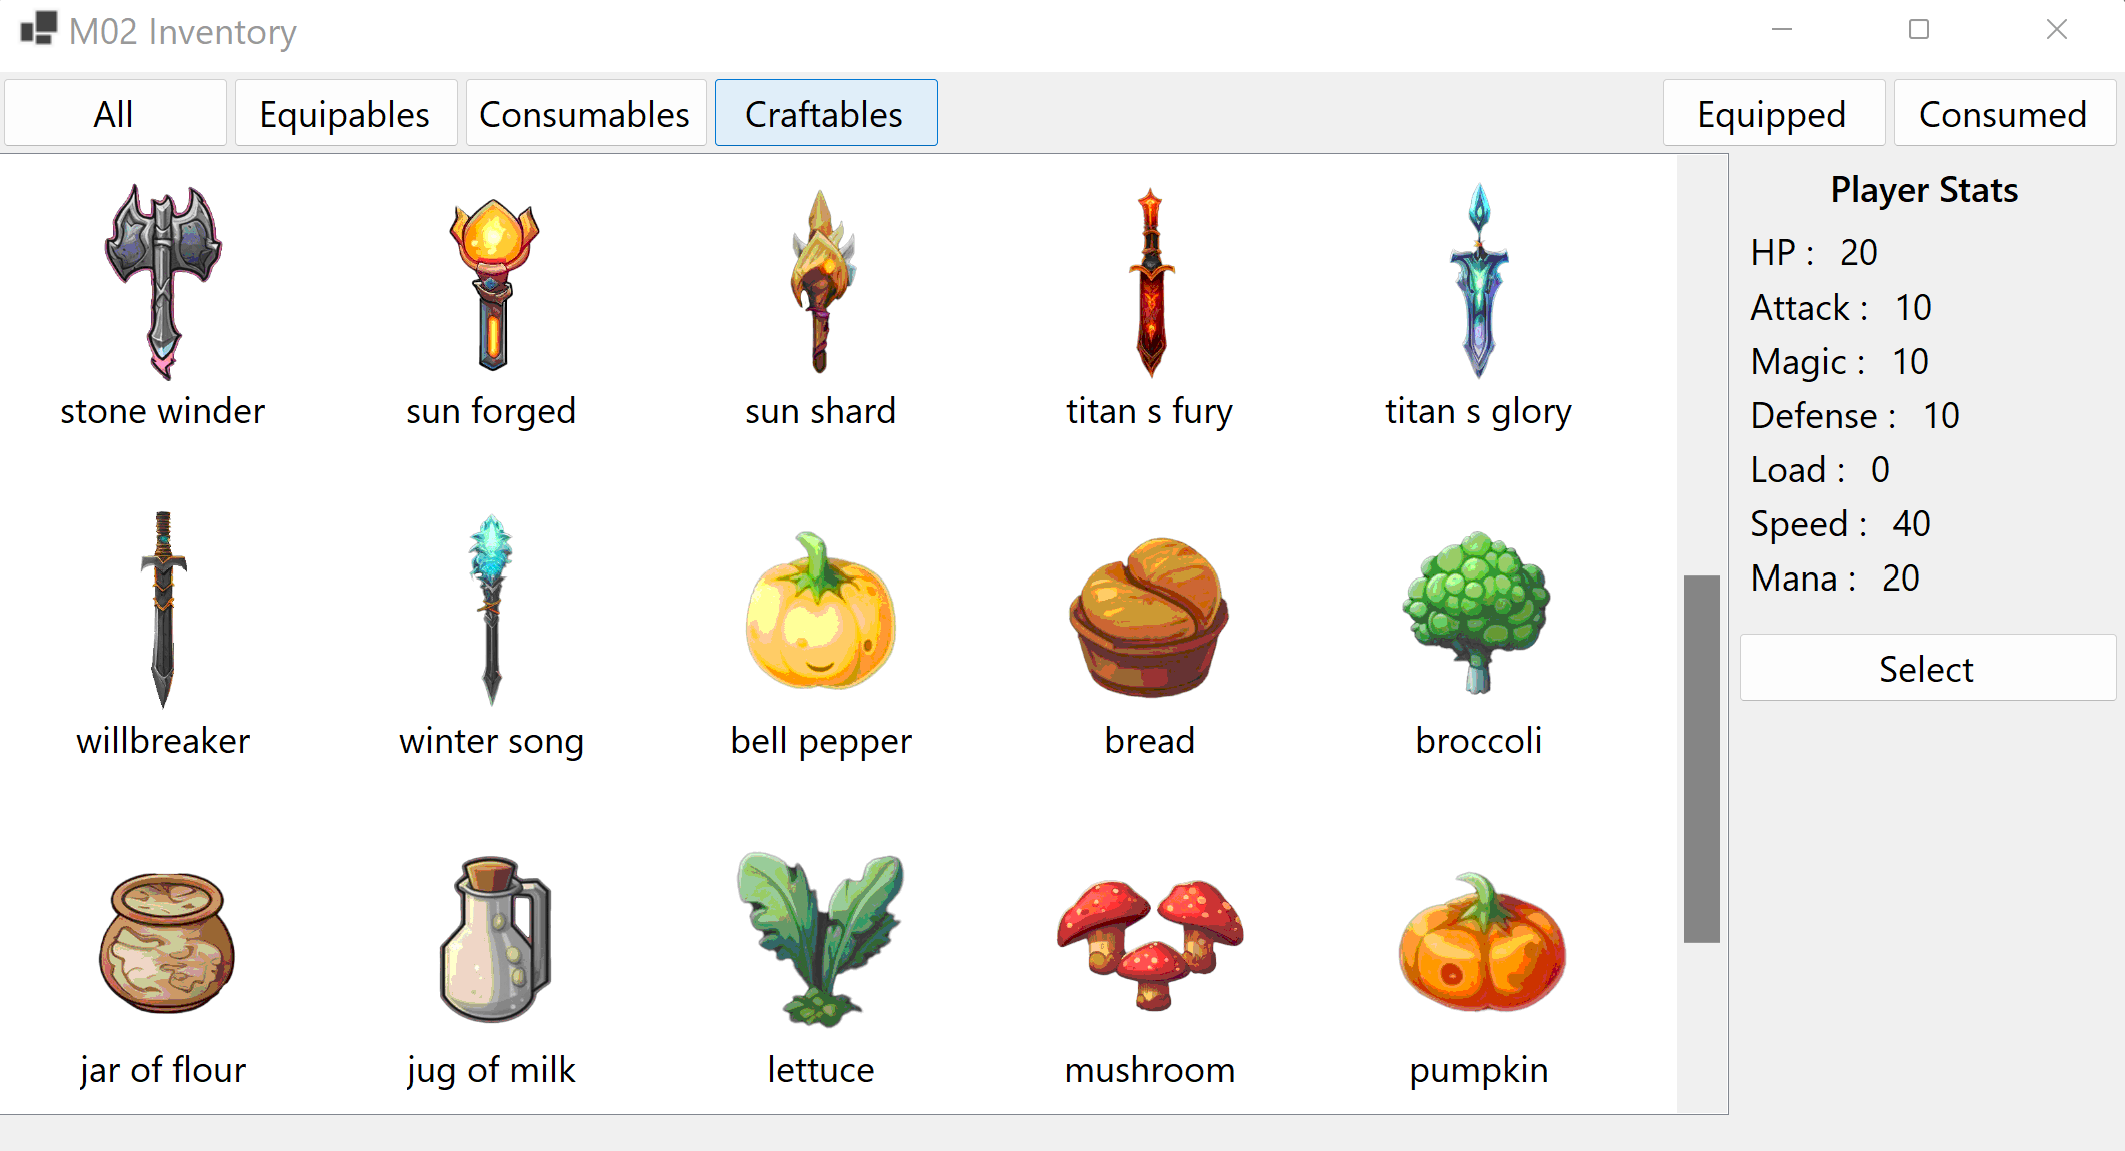 M02 Inventory
All Equipables Consumables Craftables Equipped Consumed
stone winder sun forged sun shard titan s fury titan s glory
willbreaker winter song bell pepper bread broccoli
jar of flour jug of milk lettuce mushroom pumpkin
Player Stats
HP : 20
Attack : 10
Magic : 10
Defense : 10
Load : 0
Speed : 40
Mana : 20
Select